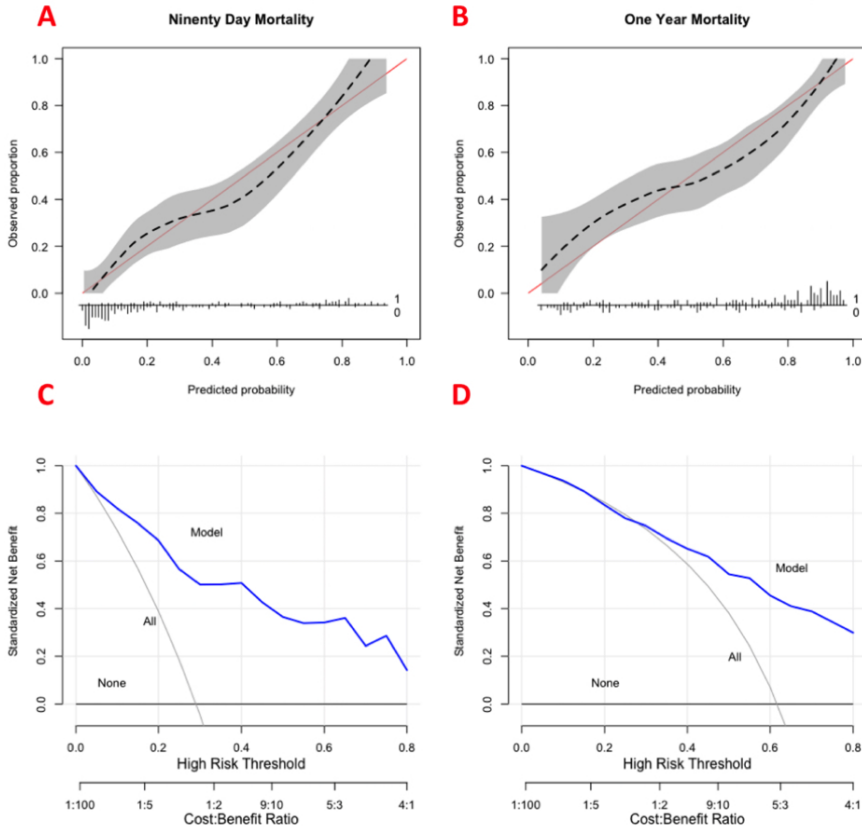 A
Ninenty Day Mortality
Observed proportion
1.0
0.8
0.6
0.4
0.2
0.0
1
0
0.0 0.2 0.4 0.6 0.8 1.0
Predicted probability
B
One Year Mortality
Observed proportion
1.0
0.8
0.6
0.4
0.2
0.0
1
0
0.0 0.2 0.4 0.6 0.8 1.0
Predicted probability
C
Standardized Net Benefit
1.0
0.8
0.6
0.4
0.2
0.0
Model
All
None
0.0 0.2 0.4 0.6 0.8
High Risk Threshold
1:100 1:5 1:2 9:10 5:3 4:1
Cost:Benefit Ratio
D
Standardized Net Benefit
1.0
0.8
0.6
0.4
0.2
0.0
Model
All
None
0.0 0.2 0.4 0.6 0.8
High Risk Threshold
1:100 1:5 1:2 9:10 5:3 4:1
Cost:Benefit Ratio